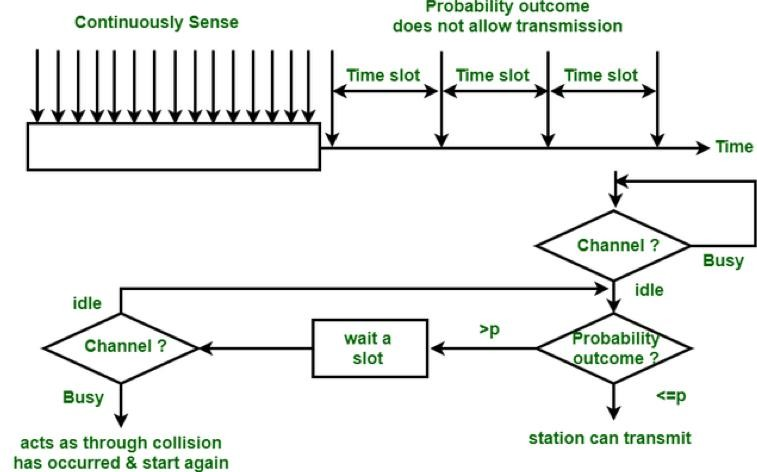 Continuously Sense
Probability outcome
does not allow transmission
Time slot
Time slot
Time slot
Time
Channel ?
Busy
idle
idle
Channel ?
wait a
slot
>p
Probability
outcome ?
Busy
<=p
acts as through collision
has occurred & start again
station can transmit